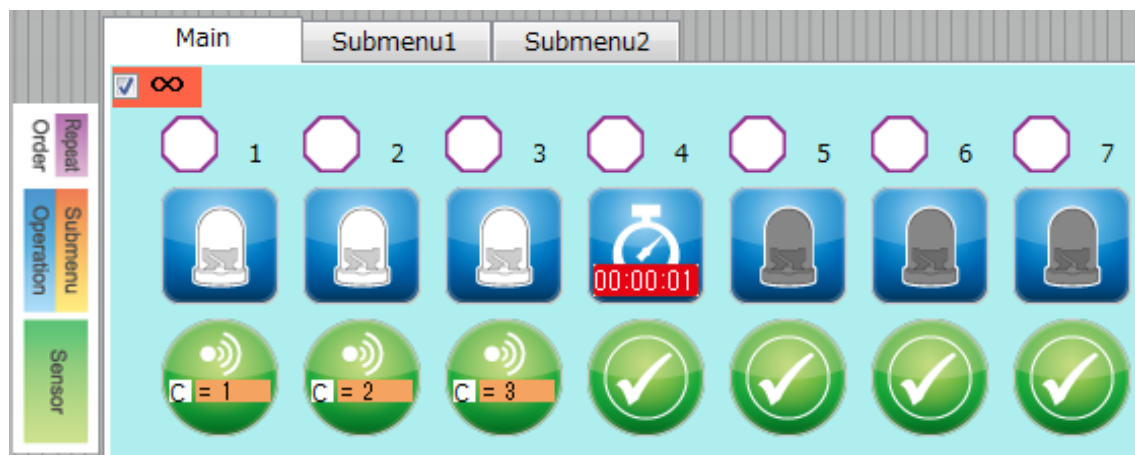 Main Submenu1 Submenu2
∞
1 2 3 4 5 6 7
Repeat
Order
Submenu
Operation
00:00:01
Sensor
C = 1 C = 2 C = 3